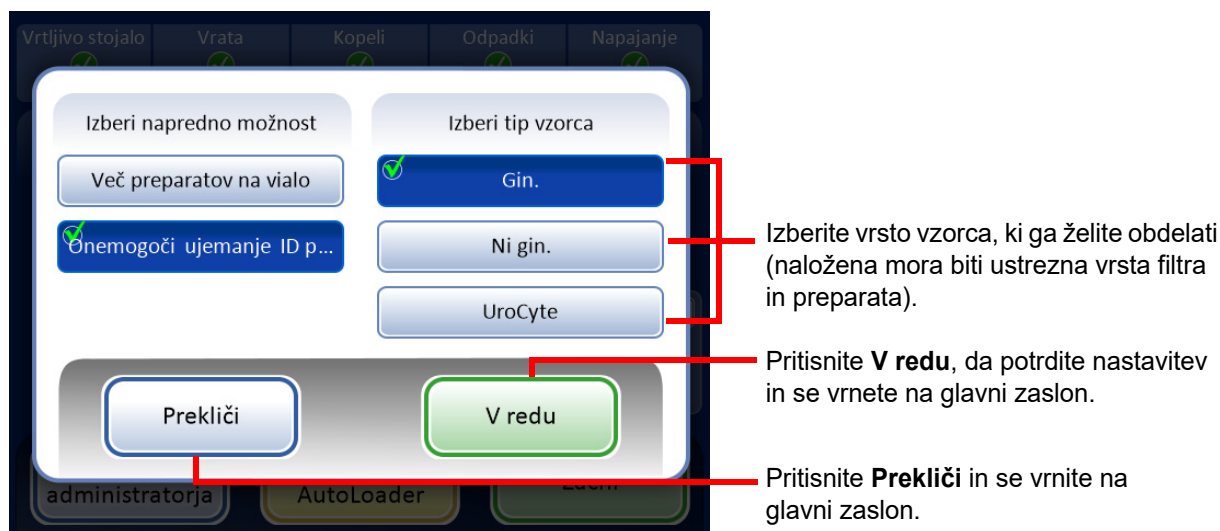 Vrtljivo stojalo Vrata Kopeli Odpadki Napajanje
Izberi napredno možnost
Izberi tip vzorca
Več preparatov na vialo
Gin.
Onemogoči ujemanje ID p...
Ni gin.
UroCyte
Prekliči
V redu
administratorja AutoLoader
Izberite vrsto vzorca, ki ga želite obdelati
(naložena mora biti ustrezna vrsta filtra
in preparata).
Pritisnite V redu, da potrdite nastavitev
in se vrnete na glavni zaslon.
Pritisnite Prekliči in se vrnite na
glavni zaslon.